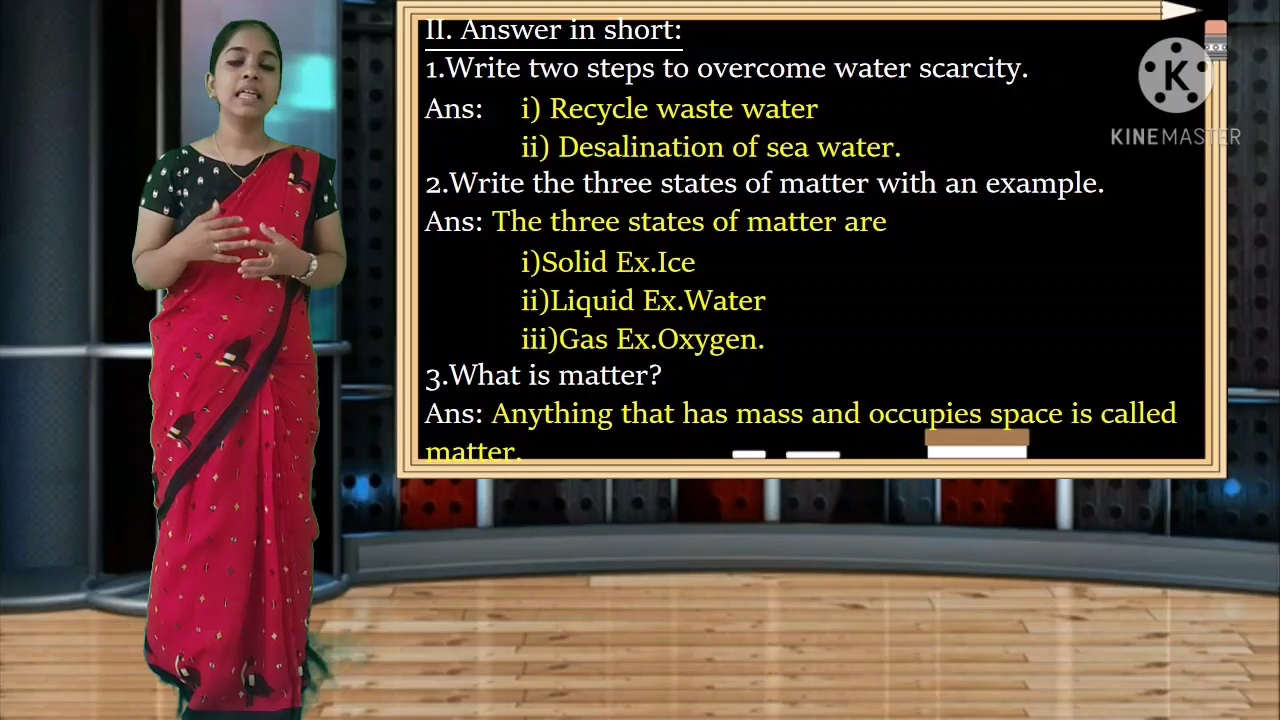 II. Answer in short:
1.Write two steps to overcome water scarcity.
Ans: i) Recycle waste water
ii) Desalination of sea water.
2.Write the three states of matter with an example.
Ans: The three states of matter are
i)Solid Ex.Ice
ii)Liquid Ex.Water
iii)Gas Ex.Oxygen.
3.What is matter?
Ans: Anything that has mass and occupies space is called
matter.
K
KINEMASTER